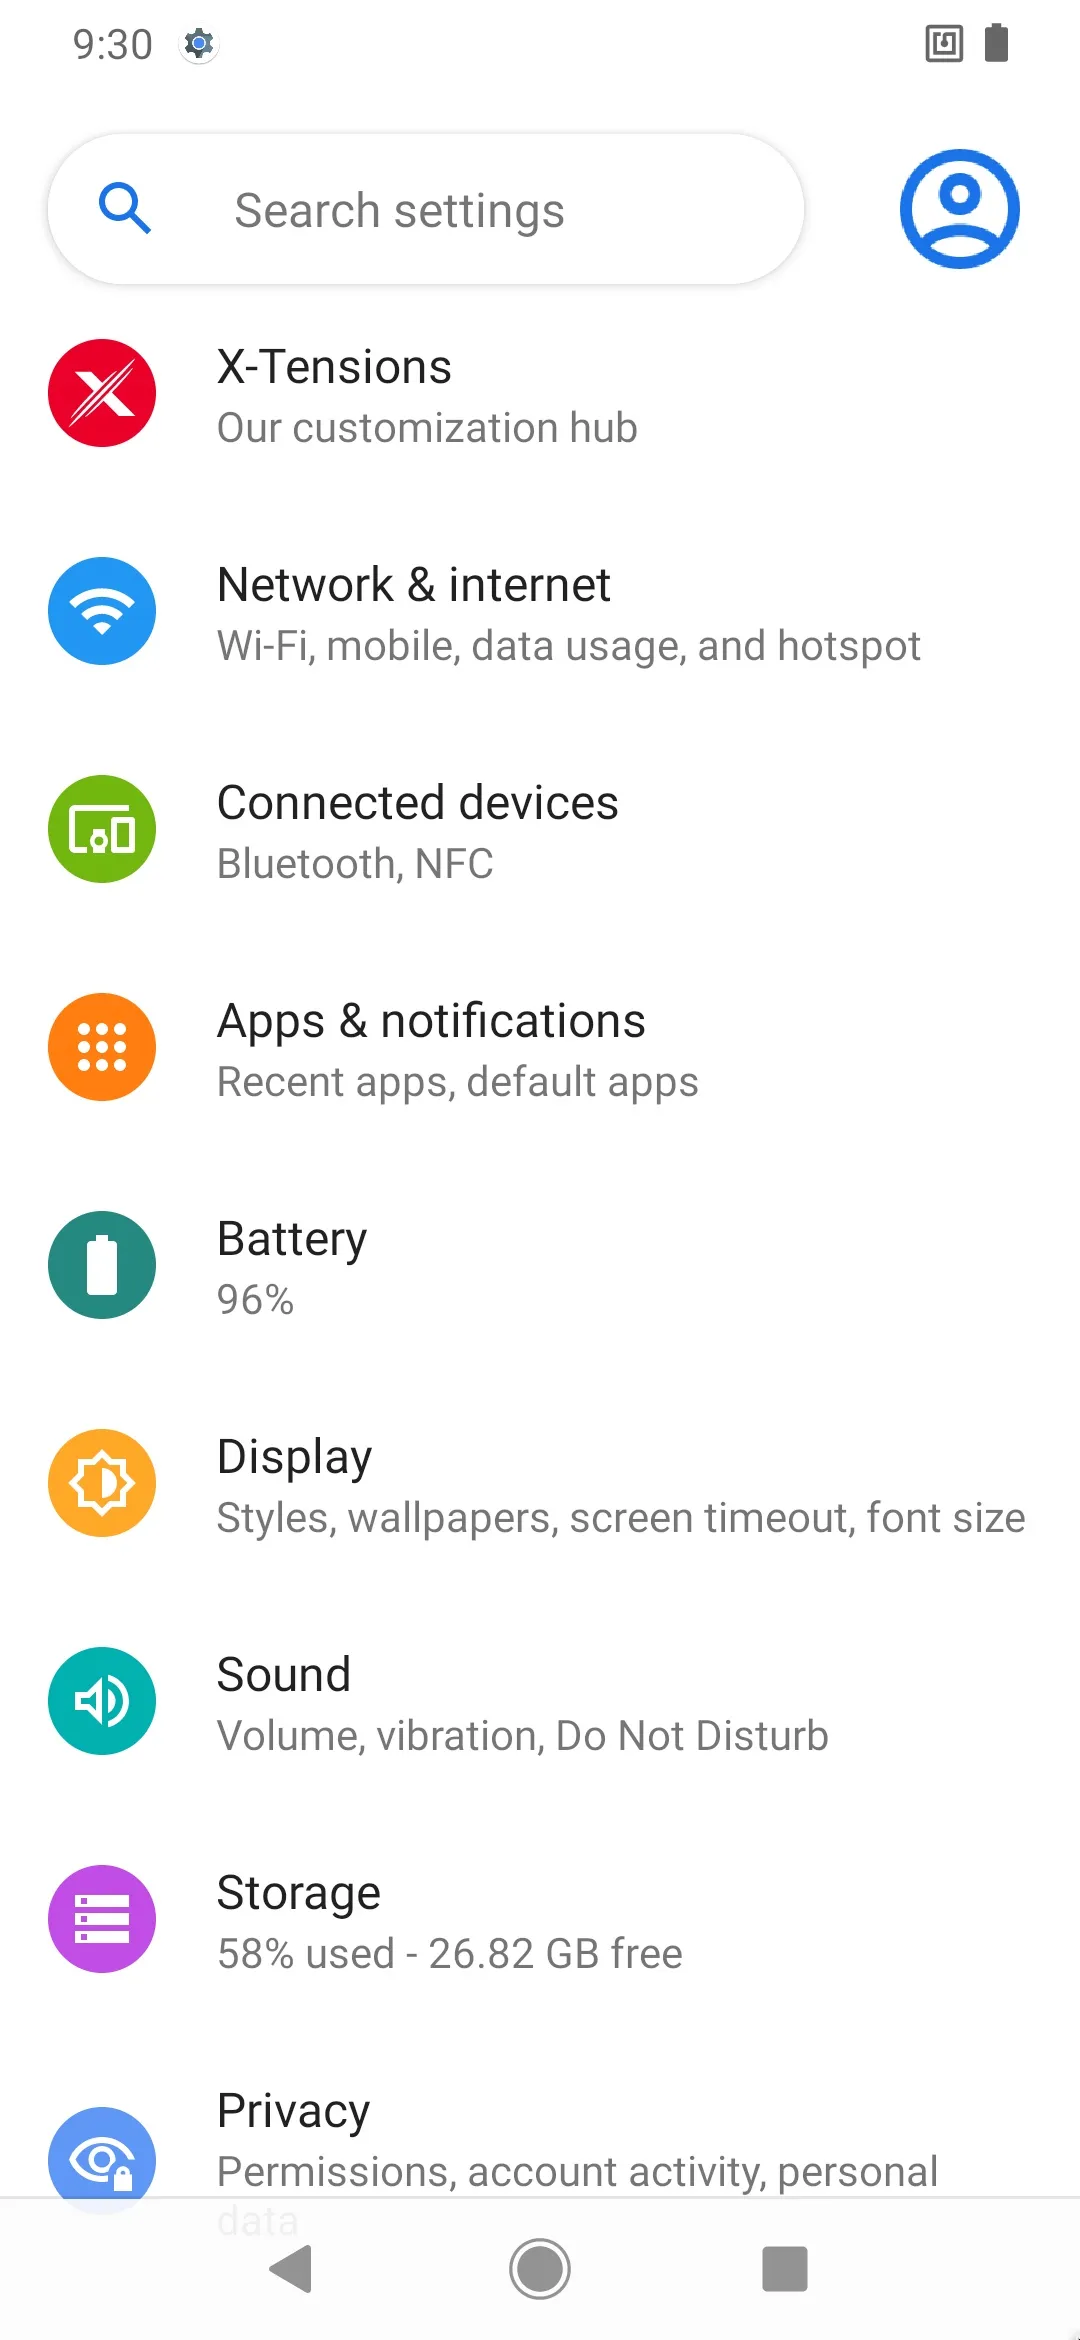 9:30
Search settings
X-Tensions
Our customization hub
Network & internet
Wi-Fi, mobile, data usage, and hotspot
Connected devices
Bluetooth, NFC
Apps & notifications
Recent apps, default apps
Battery
96%
Display
Styles, wallpapers, screen timeout, font size
Sound
Volume, vibration, Do Not Disturb
Storage
58% used - 26.82 GB free
Privacy
Permissions, account activity, personal
data